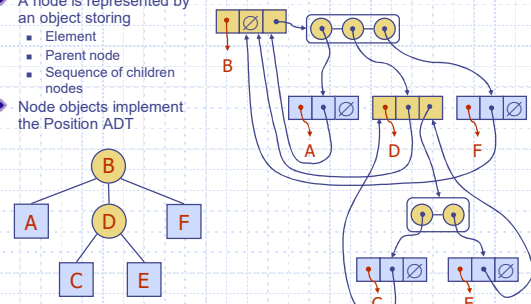 A node is represented by
an object storing
Element
Parent node
Sequence of children
nodes
Node objects implement
the Position ADT
B
A
D
F
C
E
∅
B
∅
∅
A
D
F
∅
∅
C
E